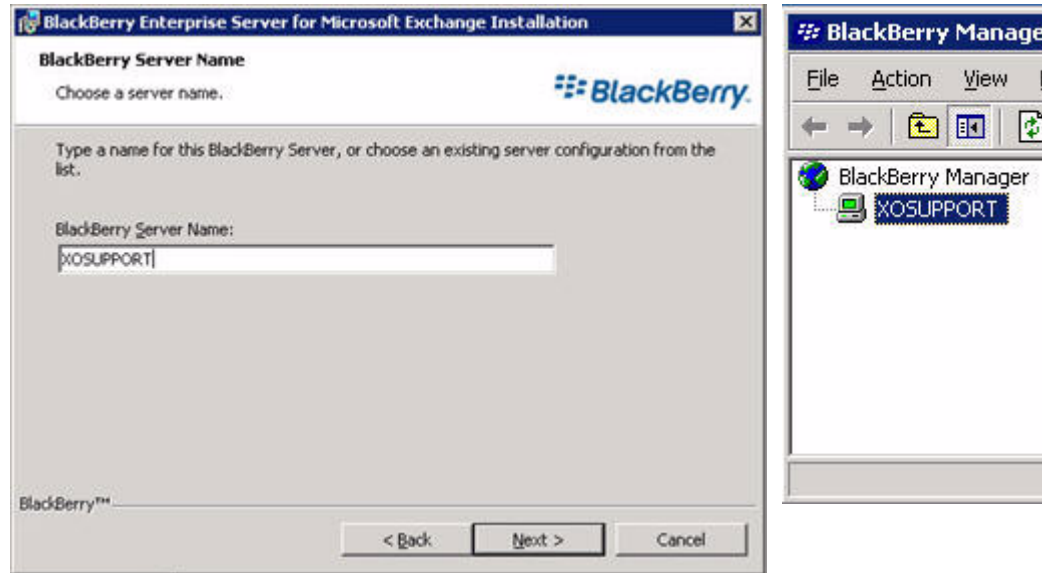 BlackBerry Enterprise Server for Microsoft Exchange Installation
BlackBerry Server Name
Choose a server name.
BlackBerry.
Type a name for this BlackBerry Server, or choose an existing server configuration from the
list.
BlackBerry Server Name:
XOSUPPORT
BlackBerry™
< Back
Next >
Cancel
BlackBerry Manage
File Action View
BlackBerry Manager
XOSUPPORT